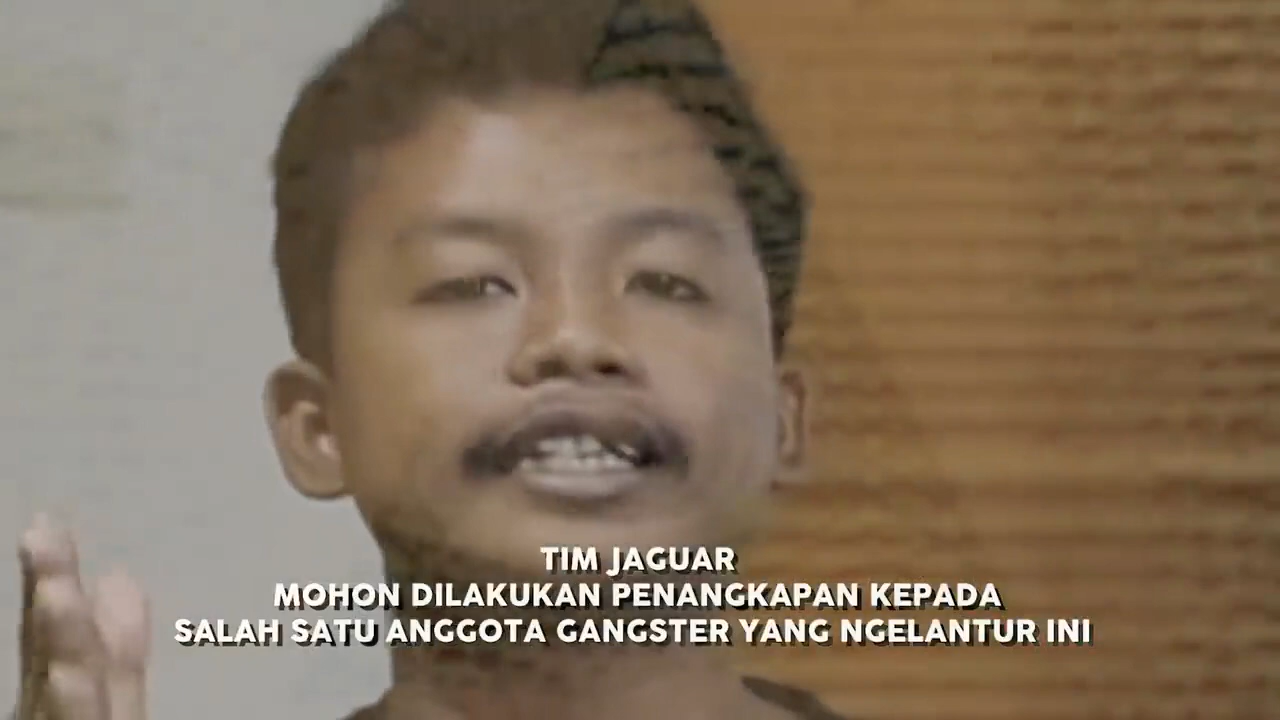 TIM JAGUAR
MOHON DILAKUKAN PENANGKAPAN KEPADA
SALAH SATU ANGGOTA GANGSTER YANG NGELANTUR INI